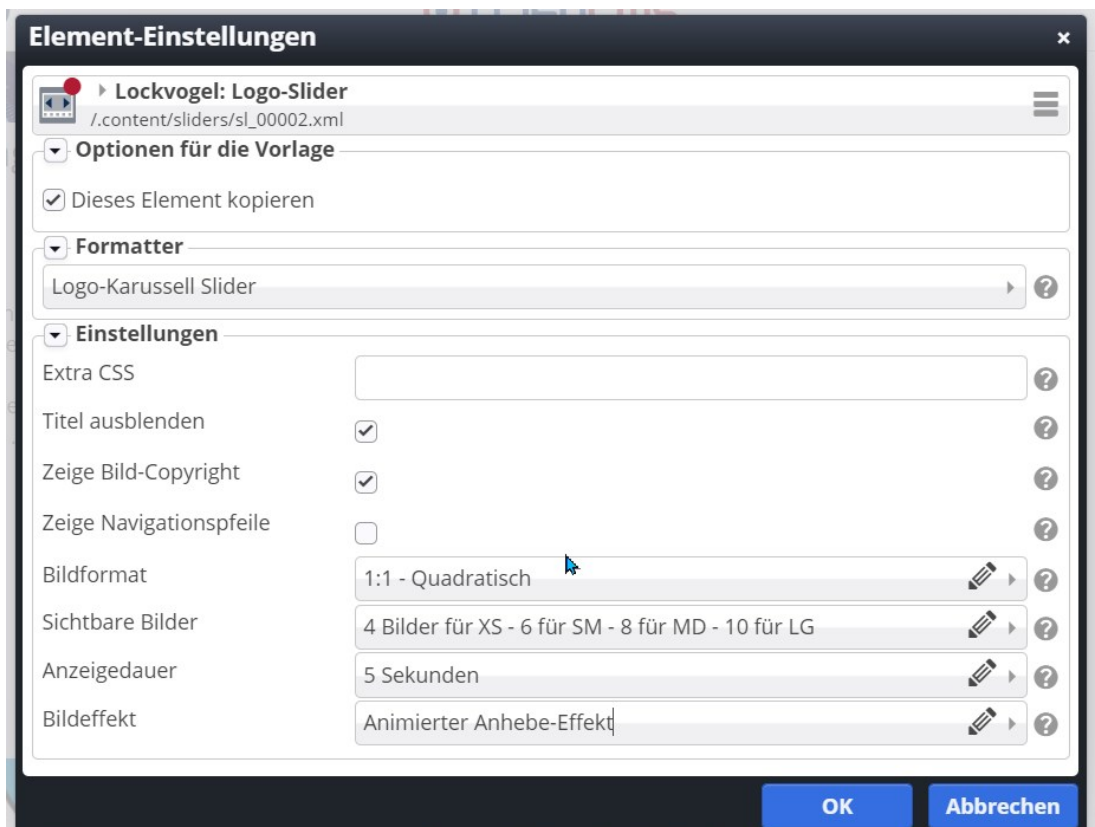 Element-Einstellungen
Lockvogel: Logo-Slider
/.content/sliders/sl_00002.xml
Optionen für die Vorlage
Dieses Element kopieren
Formatter
Logo-Karussell Slider
Einstellungen
Extra CSS
Titel ausblenden
Zeige Bild-Copyright
Zeige Navigationspfeile
Bildformat
1:1 - Quadratisch
Sichtbare Bilder
4 Bilder für XS - 6 für SM - 8 für MD - 10 für LG
Anzeigedauer
5 Sekunden
Bildeffekt
Animierter Anhebe-Effekt
OK
Abbrechen